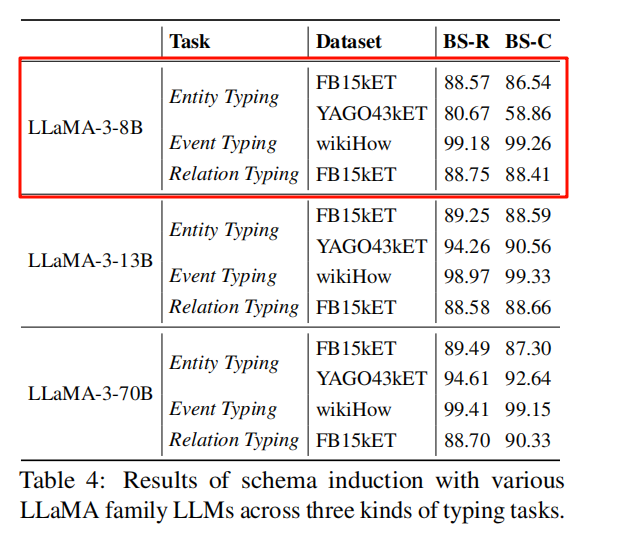 Task Dataset BS-R BS-C
LLaMA-3-8B
Entity Typing
FB15kET 88.57 86.54
YAGO43kET 80.67 58.86
Event Typing wikiHow 99.18 99.26
Relation Typing FB15kET 88.75 88.41
LLaMA-3-13B
Entity Typing
FB15kET 89.25 88.59
YAGO43kET 94.26 90.56
Event Typing wikiHow 98.97 99.33
Relation Typing FB15kET 88.58 88.66
LLaMA-3-70B
Entity Typing
FB15kET 89.49 87.30
YAGO43kET 94.61 92.64
Event Typing wikiHow 99.41 99.15
Relation Typing FB15kET 88.70 90.33
Table 4: Results of schema induction with various
LLaMA family LLMs across three kinds of typing tasks.